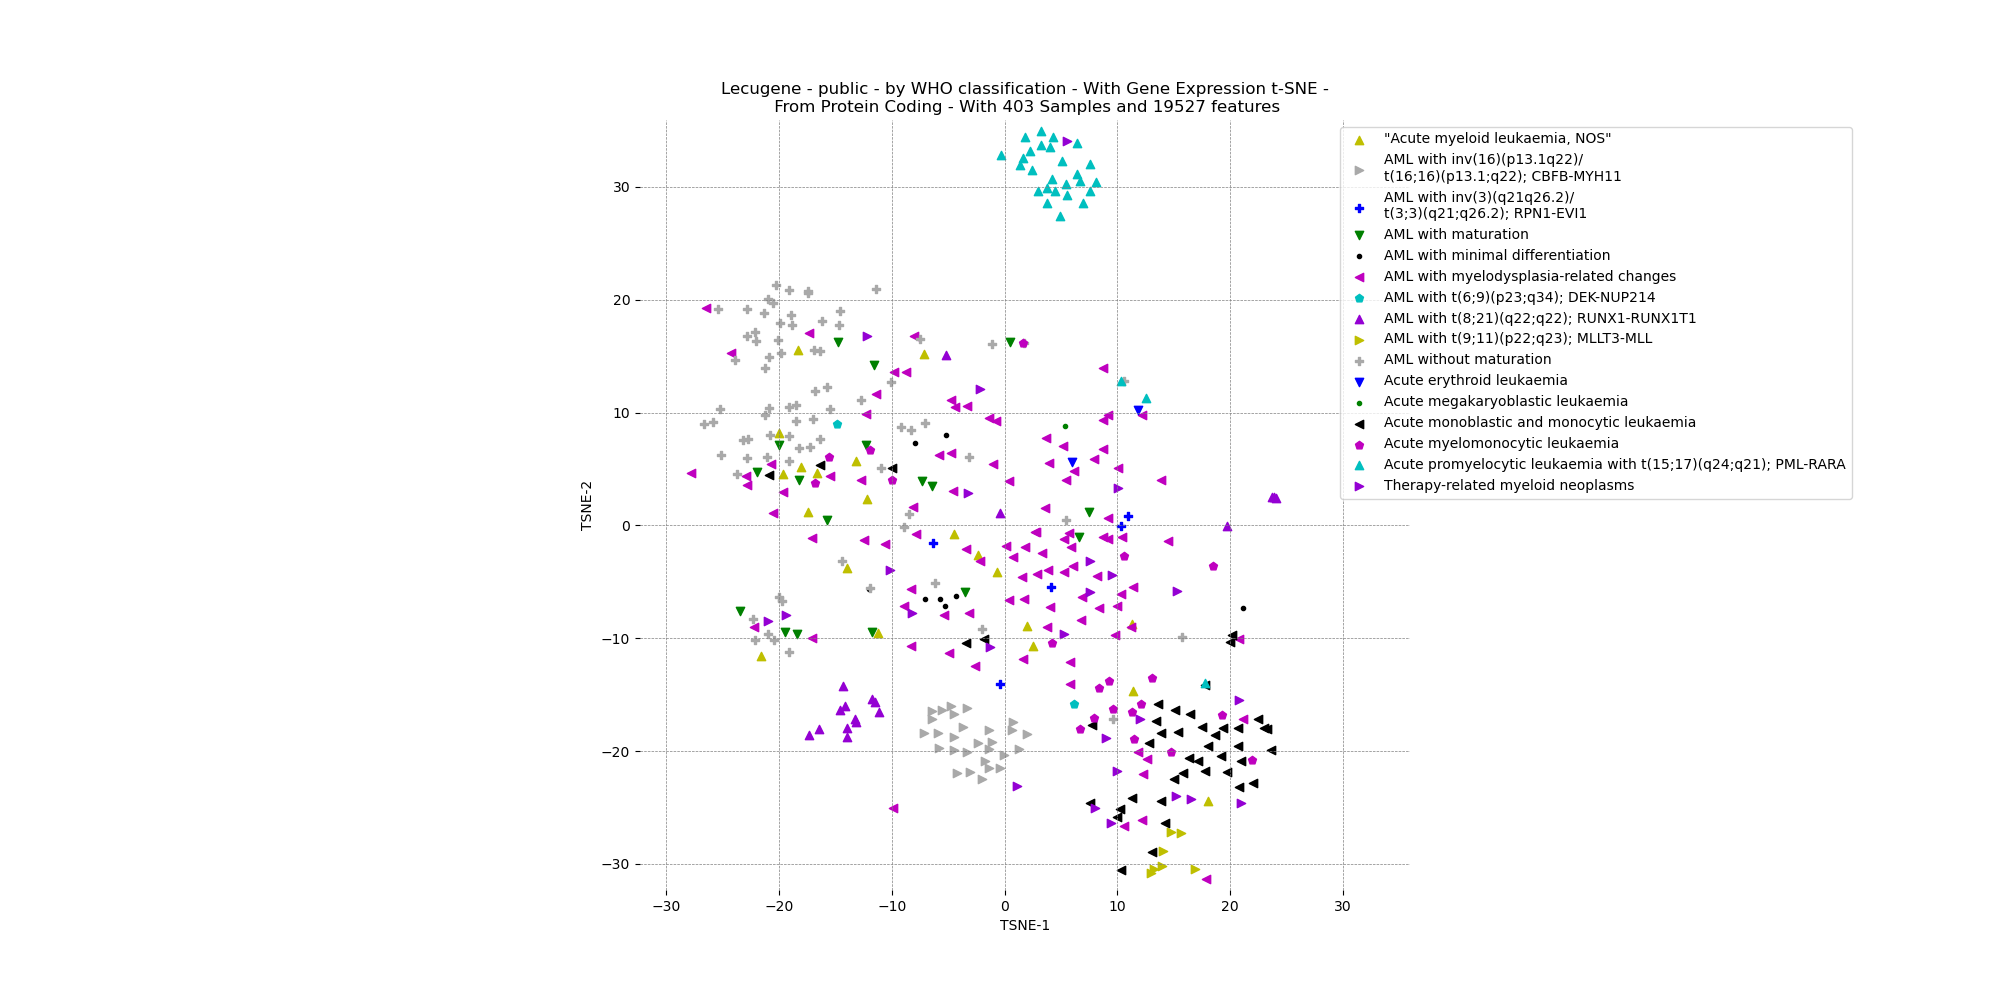 Lecugene - public - by WHO classification - With Gene Expression t-SNE -
From Protein Coding - With 403 Samples and 19527 features
"Acute myeloid leukaemia, NOS"
AML with inv(16)(p13.1q22)/
t(16;16)(p13.1;q22); CBFB-MYH11
AML with inv(3)(q21q26.2)/
t(3;3)(q21;q26.2); RPN1-EVI1
AML with maturation
AML with minimal differentiation
AML with myelodysplasia-related changes
AML with t(6;9)(p23;q34); DEK-NUP214
AML with t(8;21)(q22;q22); RUNX1-RUNX1T1
AML with t(9;11)(p22;q23); MLLT3-MLL
AML without maturation
Acute erythroid leukaemia
Acute megakaryoblastic leukaemia
Acute monoblastic and monocytic leukaemia
Acute myelomonocytic leukaemia
Acute promyelocytic leukaemia with t(15;17)(q24;q21); PML-RARA
Therapy-related myeloid neoplasms
TSNE-2
30
20
10
0
−10
−20
−30
−30
−20
−10
0
10
20
30
TSNE-1